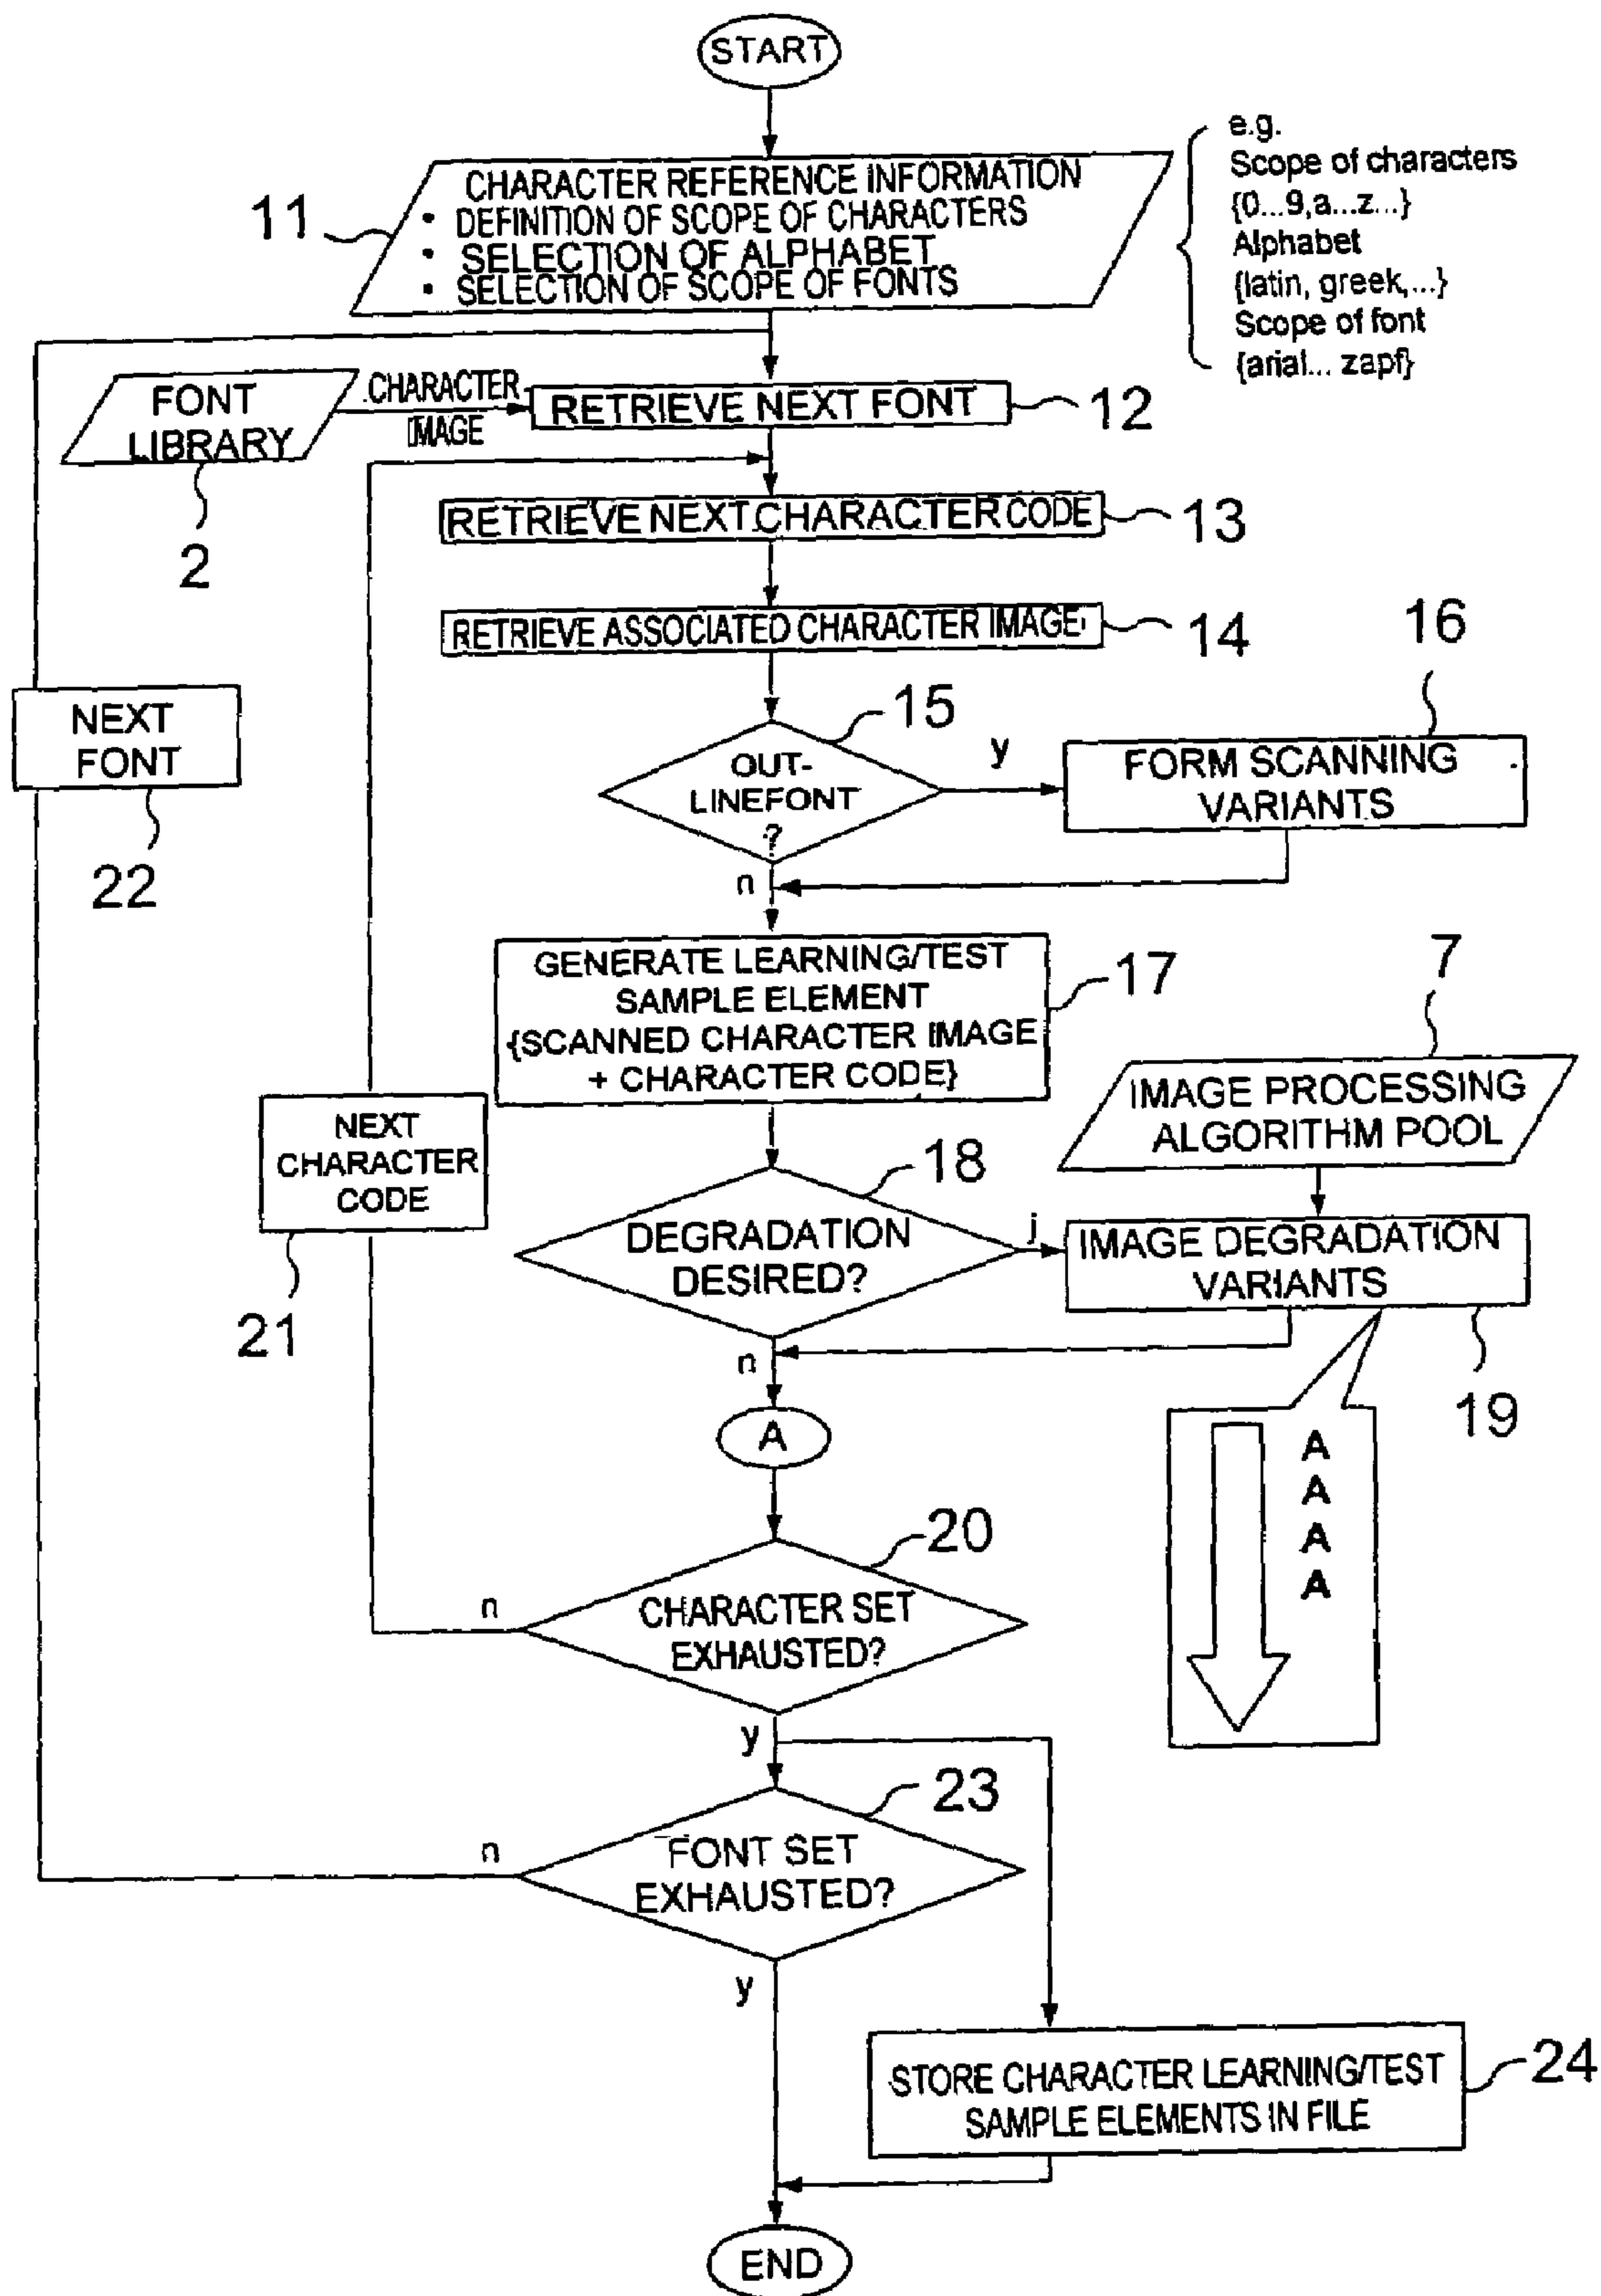 START
CHARACTER REFERENCE INFORMATION
• DEFINITION OF SCOPE OF CHARACTERS
• SELECTION OF ALPHABET
• SELECTION OF SCOPE OF FONTS
11
e.g.
Scope of characters
{0...9,a...z...}
Alphabet
{latin, greek,...}
Scope of font
{arial... zapf}
FONT
LIBRARY
2
CHARACTER
IMAGE
RETRIEVE NEXT FONT
12
RETRIEVE NEXT CHARACTER CODE
13
RETRIEVE ASSOCIATED CHARACTER IMAGE
14
NEXT
FONT
22
OUT-
LINEFONT
?
15
y
n
FORM SCANNING
VARIANTS
16
GENERATE LEARNING/TEST
SAMPLE ELEMENT
{SCANNED CHARACTER IMAGE
+ CHARACTER CODE}
17
7
IMAGE PROCESSING
ALGORITHM POOL
NEXT
CHARACTER
CODE
21
DEGRADATION
DESIRED?
18
j
n
IMAGE DEGRADATION
VARIANTS
19
A
A
A
A
A
CHARACTER SET
EXHAUSTED?
20
n
y
FONT SET
EXHAUSTED?
23
n
y
STORE CHARACTER LEARNING/TEST
SAMPLE ELEMENTS IN FILE
24
END